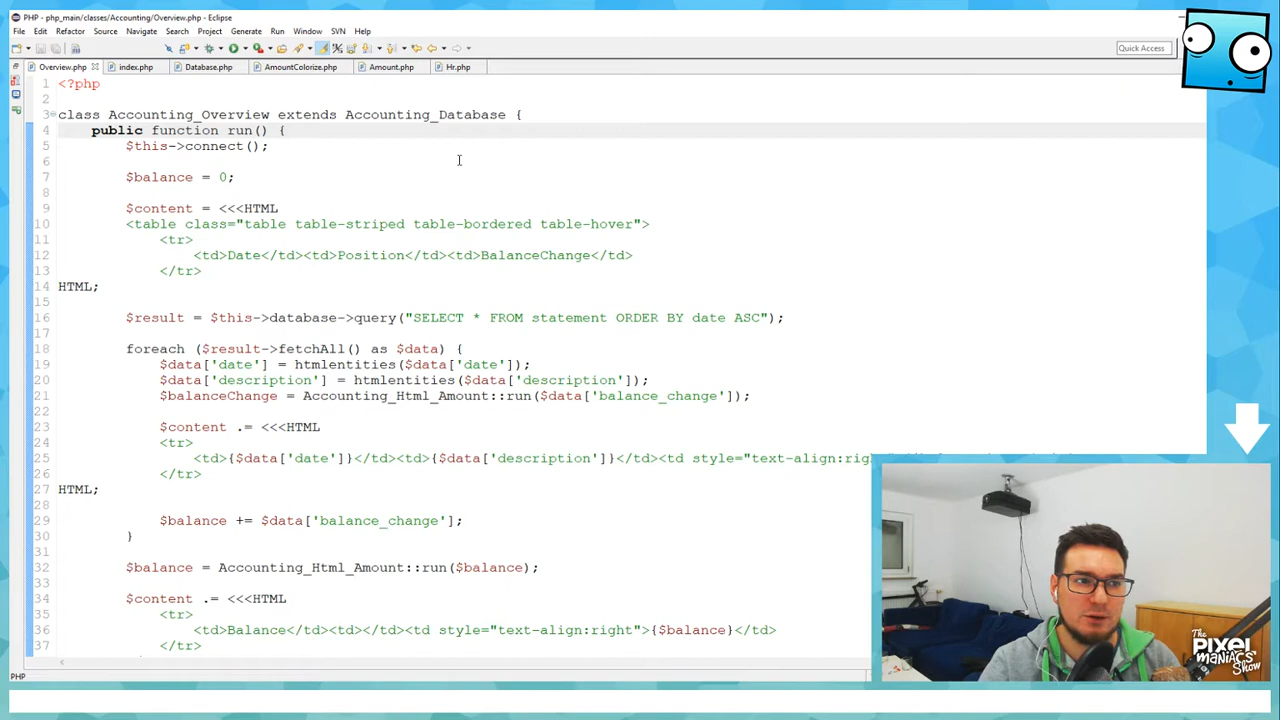 PHP - php_main/classes/Accounting/Overview.php - Eclipse
File Edit Refactor Source Navigate Search Project Generate Run Window SVN Help
Quick Access
Overview.php index.php Database.php AmountColorize.php Amount.php Hr.php
1 <?php
2
3 class Accounting_Overview extends Accounting_Database {
4 public function run() {
5 $this->connect();
6
7 $balance = 0;
8
9 $content = <<<HTML
10 <table class="table table-striped table-bordered table-hover">
11 <tr>
12 <td>Date</td><td>Position</td><td>BalanceChange</td>
13 </tr>
14 HTML;
15
16 $result = $this->database->query("SELECT * FROM statement ORDER BY date ASC");
17
18 foreach ($result->fetchAll() as $data) {
19 $data['date'] = htmlentities($data['date']);
20 $data['description'] = htmlentities($data['description']);
21 $balanceChange = Accounting_Html_Amount::run($data['balance_change']);
22
23 $content .= <<<HTML
24 <tr>
25 <td>{$data['date']}</td><td>{$data['description']}</td><td style="text-align:rig
26 </tr>
27 HTML;
28
29 $balance += $data['balance_change'];
30 }
31
32 $balance = Accounting_Html_Amount::run($balance);
33
34 $content .= <<<HTML
35 <tr>
36 <td>Balance</td><td></td><td style="text-align:right">{$balance}</td>
37 </tr>
PHP
The
PIXEL
MANIACS
Show